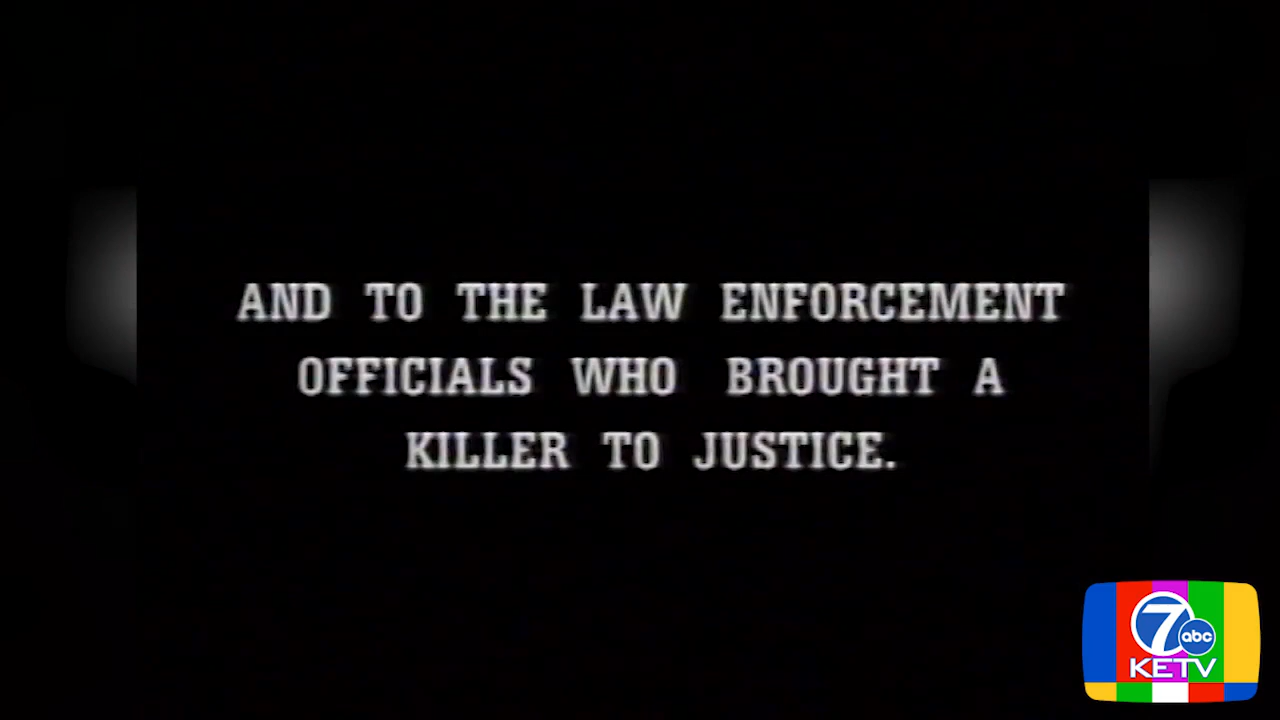 AND TO THE LAW ENFORCEMENT
OFFICIALS WHO BROUGHT A
KILLER TO JUSTICE.
7
abc
KETV